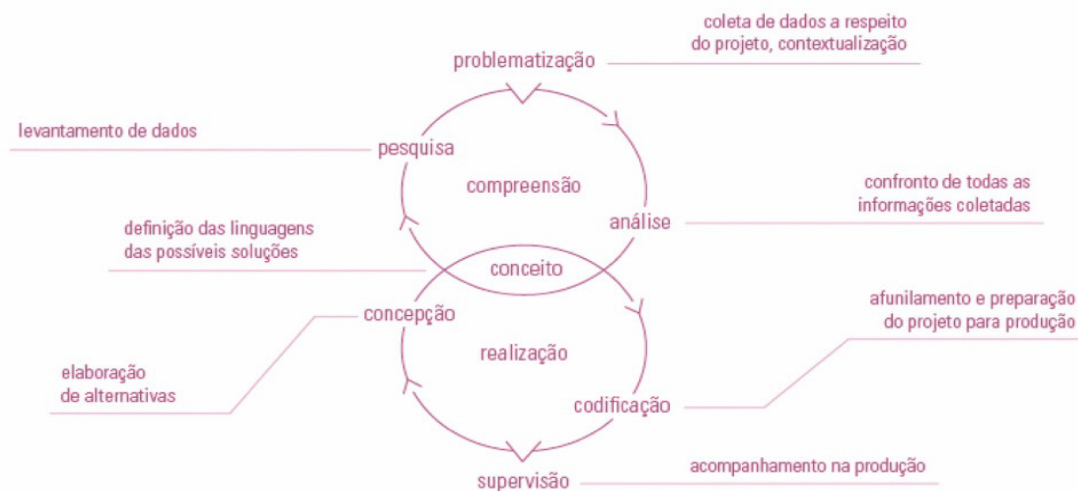 coleta de dados a respeito
do projeto, contextualização
problematização
levantamento de dados
pesquisa
compreensão
confronto de todas as
informações coletadas
análise
definição das linguagens
das possíveis soluções
conceito
concepção
afunilamento e preparação
do projeto para produção
realização
elaboração
de alternativas
codificação
acompanhamento na produção
supervisão